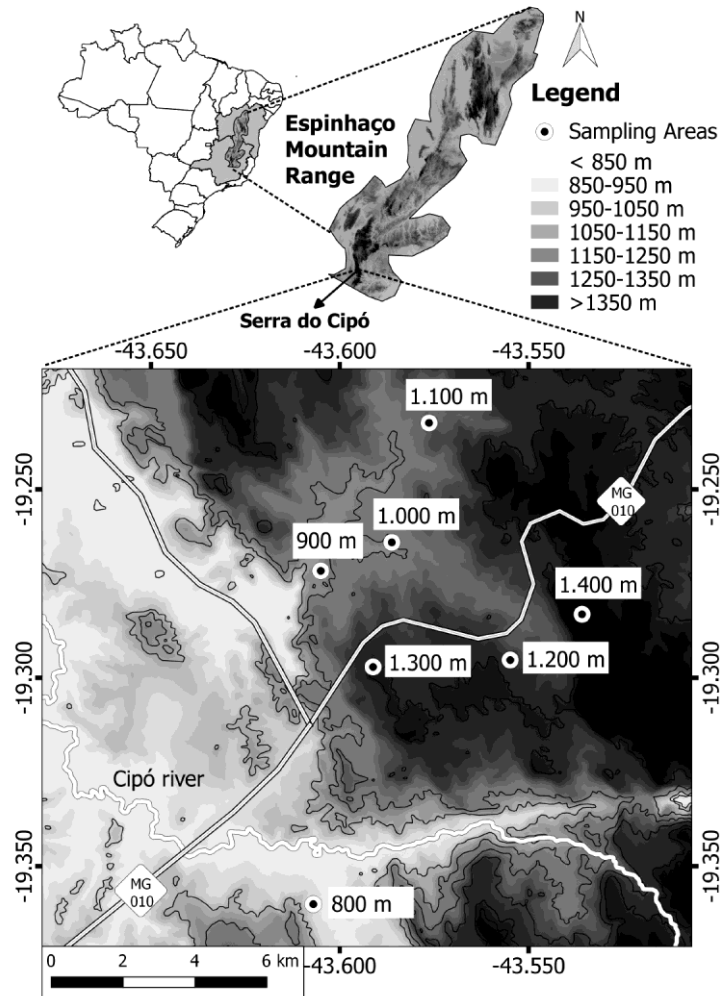 Espinhaço
Mountain
Range
Serra do Cipó
N
Legend
Sampling Areas
< 850 m
850-950 m
950-1050 m
1050-1150 m
1150-1250 m
1250-1350 m
>1350 m
-43.650
-43.600
-43.550
-19.250
-19.300
-19.350
-19.250
-19.300
-19.350
1.100 m
MG
010
1.000 m
900 m
1.400 m
1.300 m
1.200 m
Cipó river
MG
010
800 m
0
2
4
6 km
-43.600
-43.550